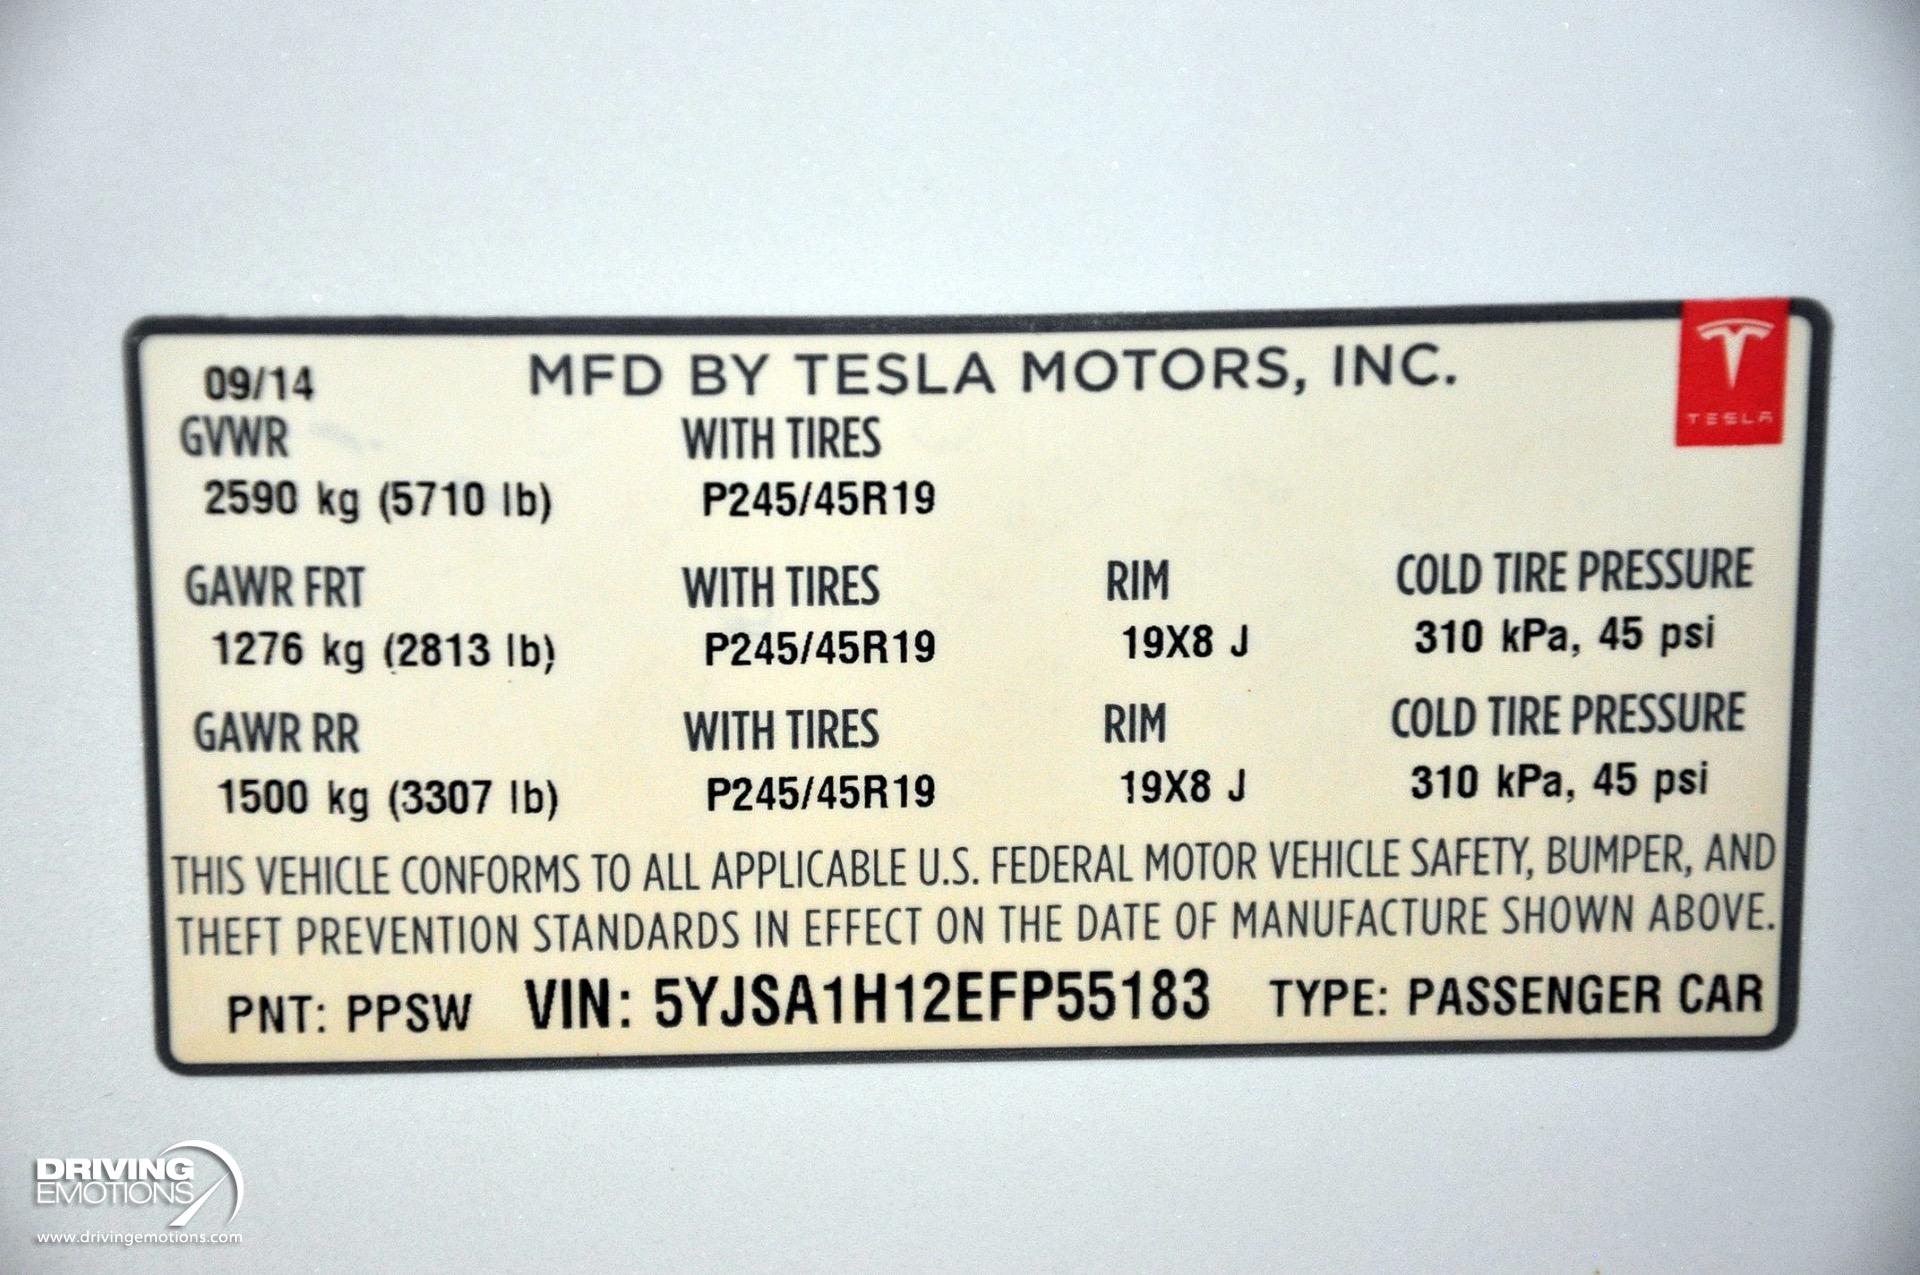 09/14 MFD BY TESLA MOTORS, INC.
TESLA
GVWR WITH TIRES
2590 kg (5710 lb) P245/45R19
GAWR FRT WITH TIRES RIM COLD TIRE PRESSURE
1276 kg (2813 lb) P245/45R19 19X8 J 310 kPa, 45 psi
GAWR RR WITH TIRES RIM COLD TIRE PRESSURE
1500 kg (3307 lb) P245/45R19 19X8 J 310 kPa, 45 psi
THIS VEHICLE CONFORMS TO ALL APPLICABLE U.S. FEDERAL MOTOR VEHICLE SAFETY, BUMPER, AND
THEFT PREVENTION STANDARDS IN EFFECT ON THE DATE OF MANUFACTURE SHOWN ABOVE.
PNT: PPSW VIN: 5YJSA1H12EFP55183 TYPE: PASSENGER CAR
DRIVING
EMOTIONS
www.drivingemotions.com